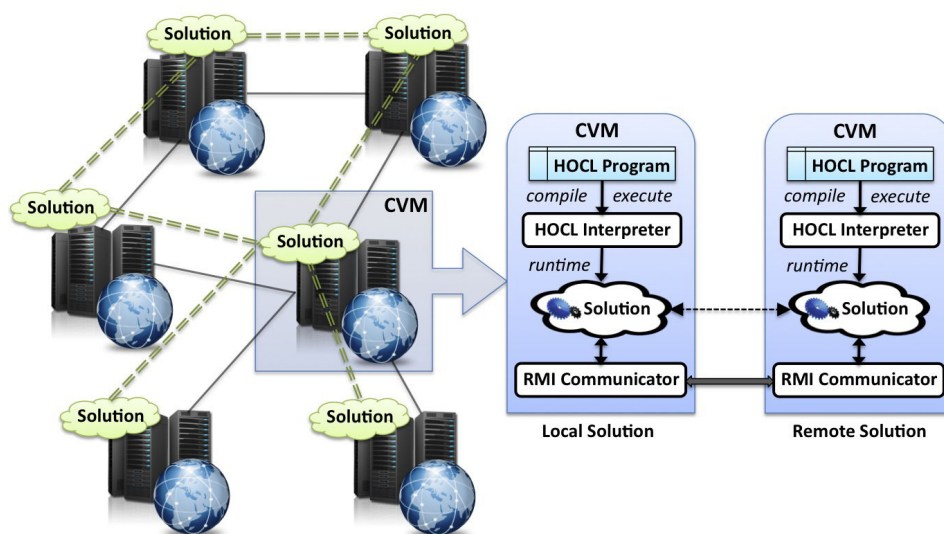 Solution
Solution
Solution
CVM
Solution
Solution
Solution
CVM
HOCL Program
compile execute
HOCL Interpreter
runtime
Solution
RMI Communicator
Local Solution
CVM
HOCL Program
compile execute
HOCL Interpreter
runtime
Solution
RMI Communicator
Remote Solution